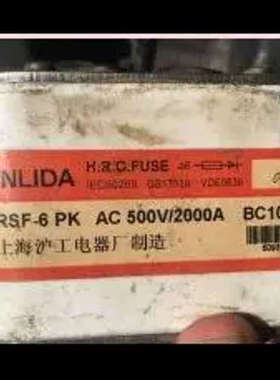 NLIDA
H.R.C.FUSE aR
IEC60269 GB13539 VDE0636
RSF-6 PK AC 500V/2000A BC10
上海沪工电器厂制造